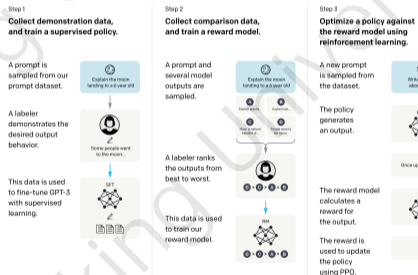 Step 1
Collect demonstration data,
and train a supervised policy.
A prompt is
sampled from our
prompt dataset.
Explain the moon
landing to a 6 year old
A labeler
demonstrates the
desired output
behavior.
Some people went
to the moon...
This data is used
to fine-tune GPT-3
with supervised
learning.
SFT
Step 2
Collect comparison data,
and train a reward model.
A prompt and
several model
outputs are
sampled.
Explain the moon
landing to a 6 year old
A
B
C
D
A labeler ranks
the outputs from
best to worst.
D > C > A > B
This data is used
to train our
reward model.
RM
D > C > A > B
Step 3
Optimize a policy against
the reward model using
reinforcement learning.
A new prompt
is sampled from
the dataset.
Writ
abo
The policy
generates
an output.
Once up
The reward model
calculates a
reward for
the output.
The reward is
used to update
the policy
using PPO.